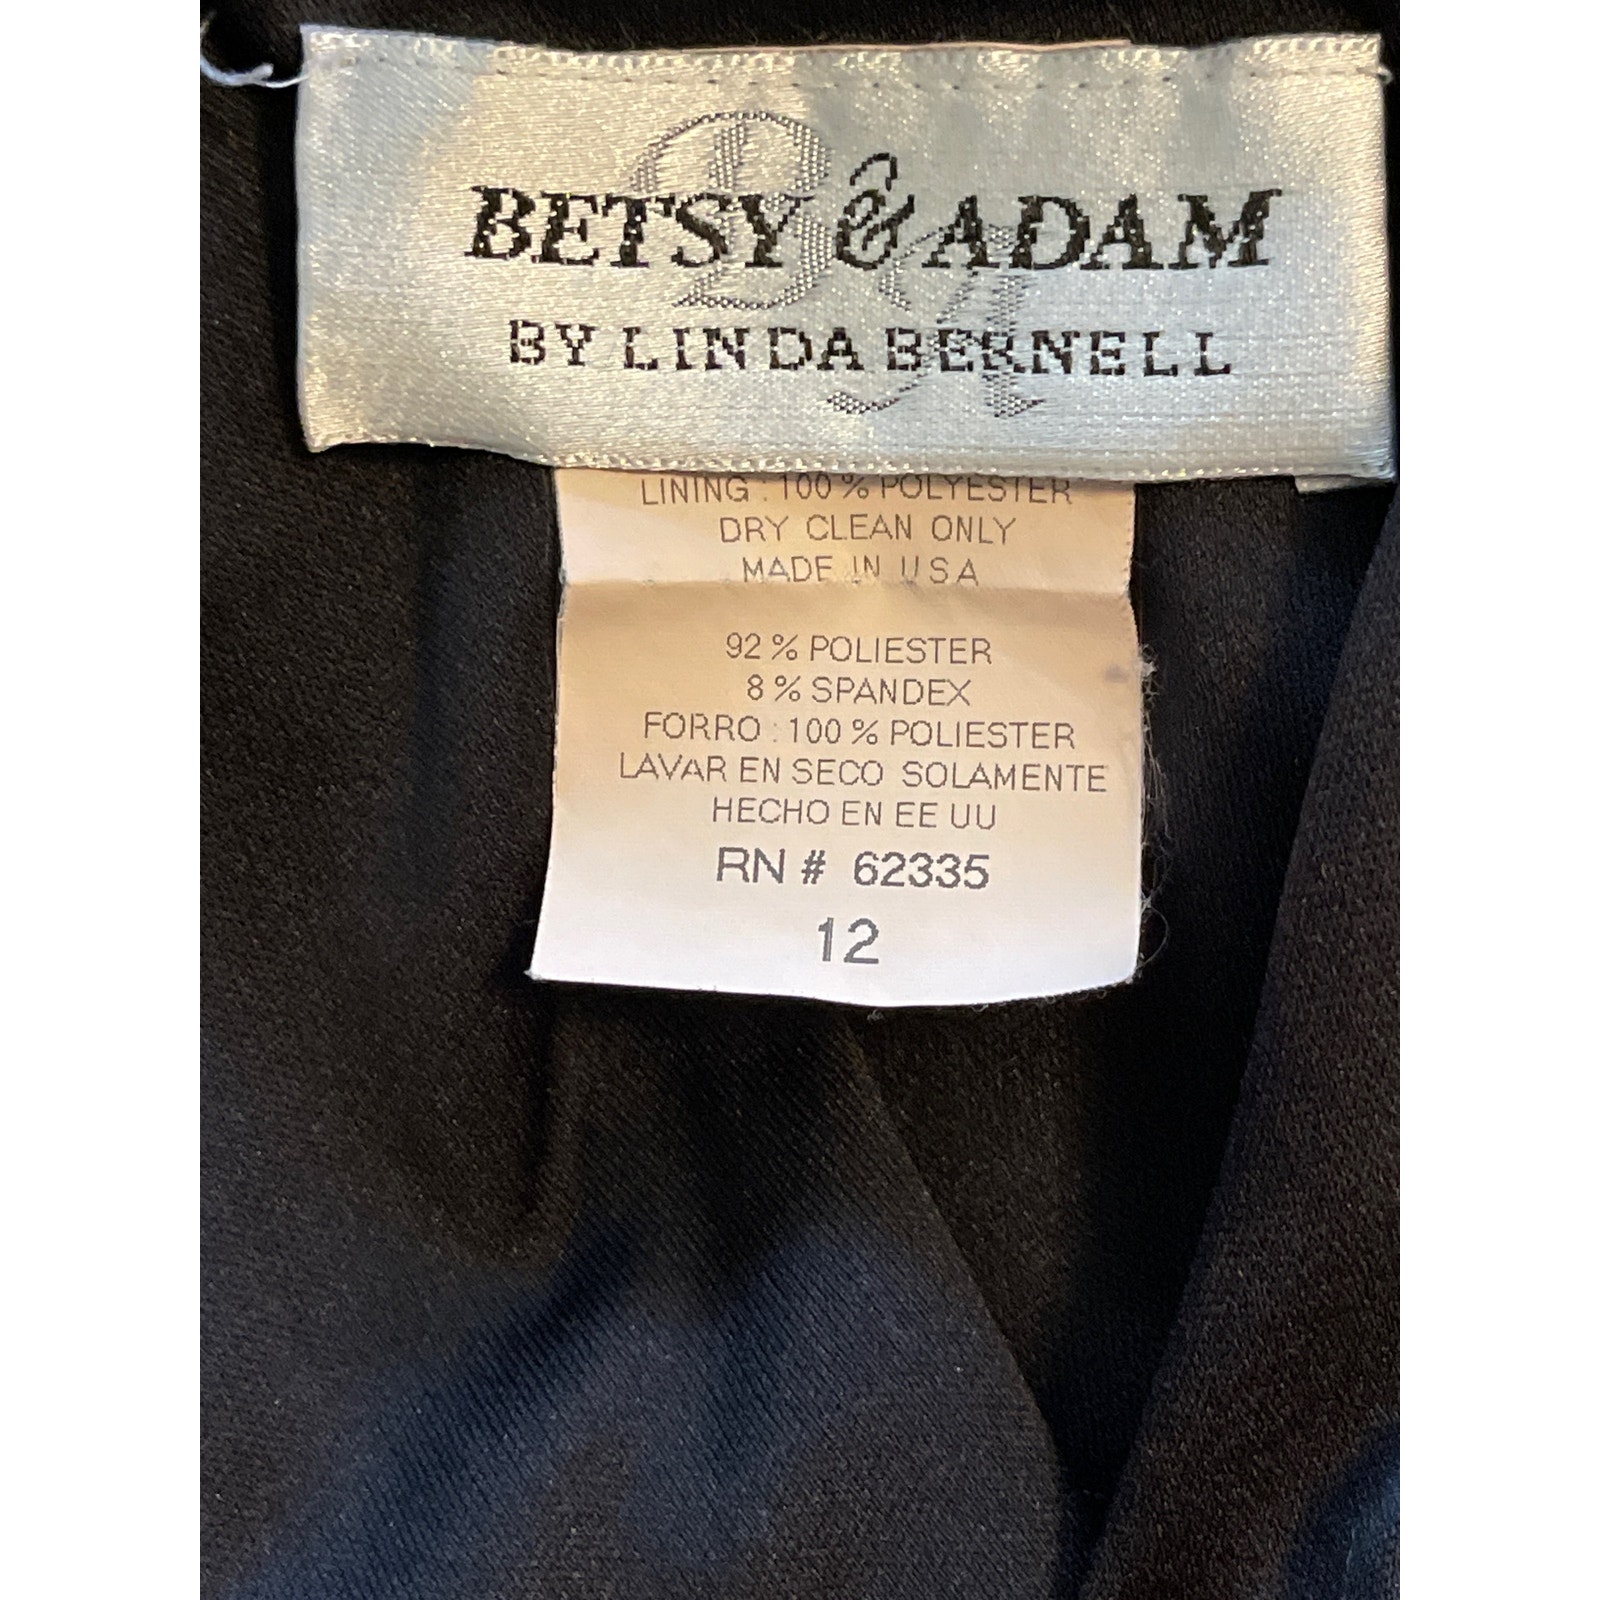 BETSY & ADAM
BY LINDA BERNELL
LINING : 100 % POLYESTER
DRY CLEAN ONLY
MADE IN U S A
92 % POLIESTER
8 % SPANDEX
FORRO : 100 % POLIESTER
LAVAR EN SECO SOLAMENTE
HECHO EN EE UU
RN # 62335
12